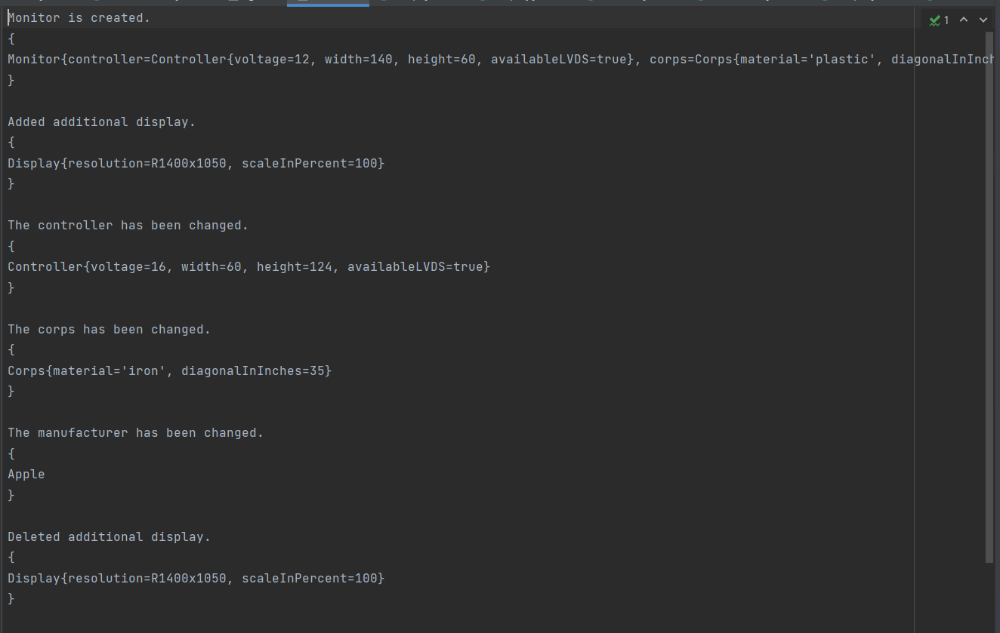 Monitor is created.
1
{
Monitor{controller=Controller{voltage=12, width=140, height=60, availableLVDS=true}, corps=Corps{material='plastic', diagonalInInch
}
Added additional display.
{
Display{resolution=R1400x1050, scaleInPercent=100}
}
The controller has been changed.
{
Controller{voltage=16, width=60, height=124, availableLVDS=true}
}
The corps has been changed.
{
Corps{material='iron', diagonalInInches=35}
}
The manufacturer has been changed.
{
Apple
}
Deleted additional display.
{
Display{resolution=R1400x1050, scaleInPercent=100}
}